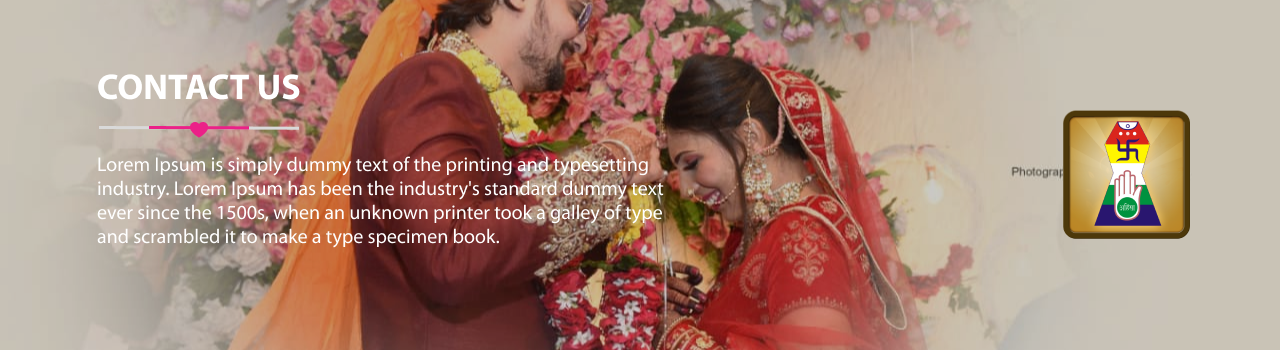 CONTACT US
Lorem Ipsum is simply dummy text of the printing and typesetting
industry. Lorem Ipsum has been the industry's standard dummy text
ever since the 1500s, when an unknown printer took a galley of type
and scrambled it to make a type specimen book.
Photograp
अहिंसा